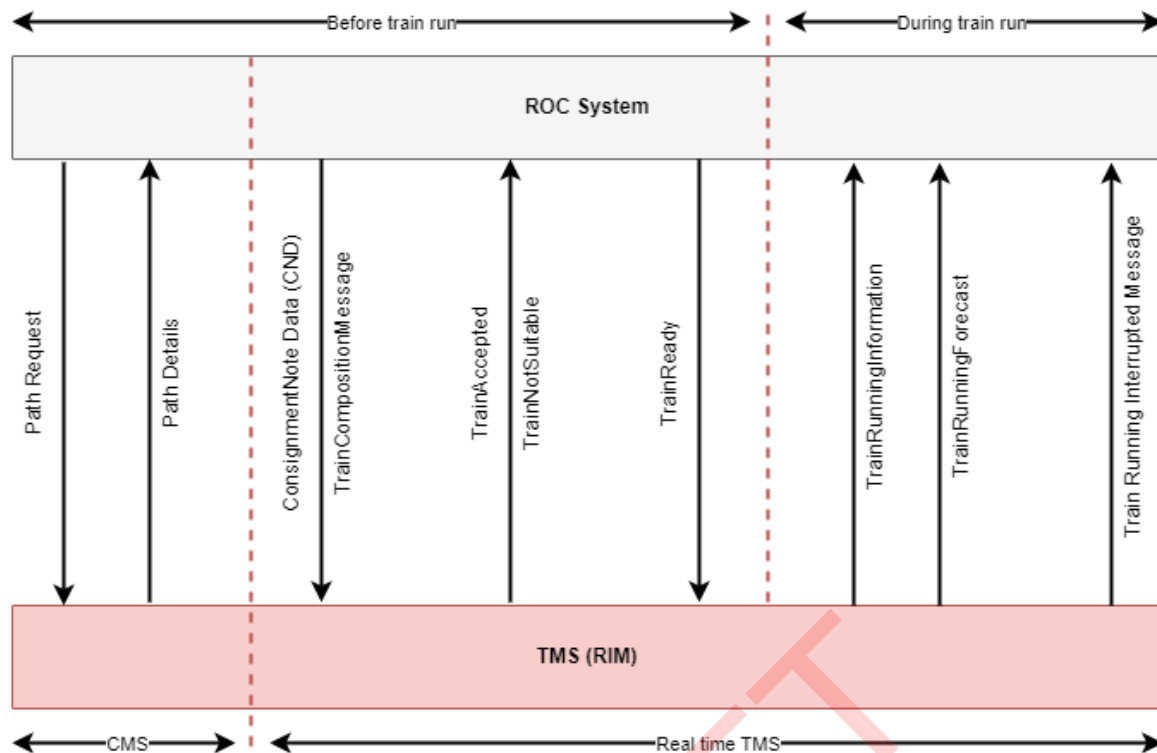 Before train run
During train run
ROC System
Path Request
Path Details
ConsignmentNote Data (CND)
TrainCompositionMessage
TrainAccepted
TrainNotSuitable
TrainReady
TrainRunningInformation
TrainRunningForecast
Train Running Interrupted Message
TMS (RIM)
CMS
Real time TMS